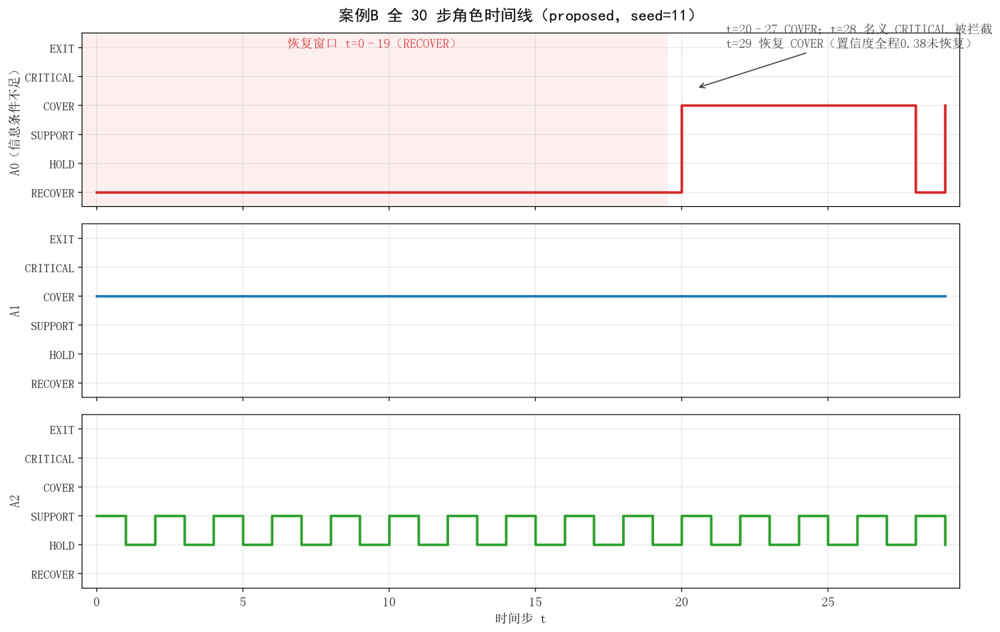 案例B 全 30 步角色时间线（proposed, seed=11）
t=20–27 COVER; t=28 名义 CRITICAL 被拦截
t=29 恢复 COVER（置信度全程0.38未恢复）
恢复窗口 t=0–19（RECOVER）
A0（信息条件不足）
EXIT
CRITICAL
COVER
SUPPORT
HOLD
RECOVER
A1
EXIT
CRITICAL
COVER
SUPPORT
HOLD
RECOVER
A2
EXIT
CRITICAL
COVER
SUPPORT
HOLD
RECOVER
0 5 10 15 20 25
时间步 t